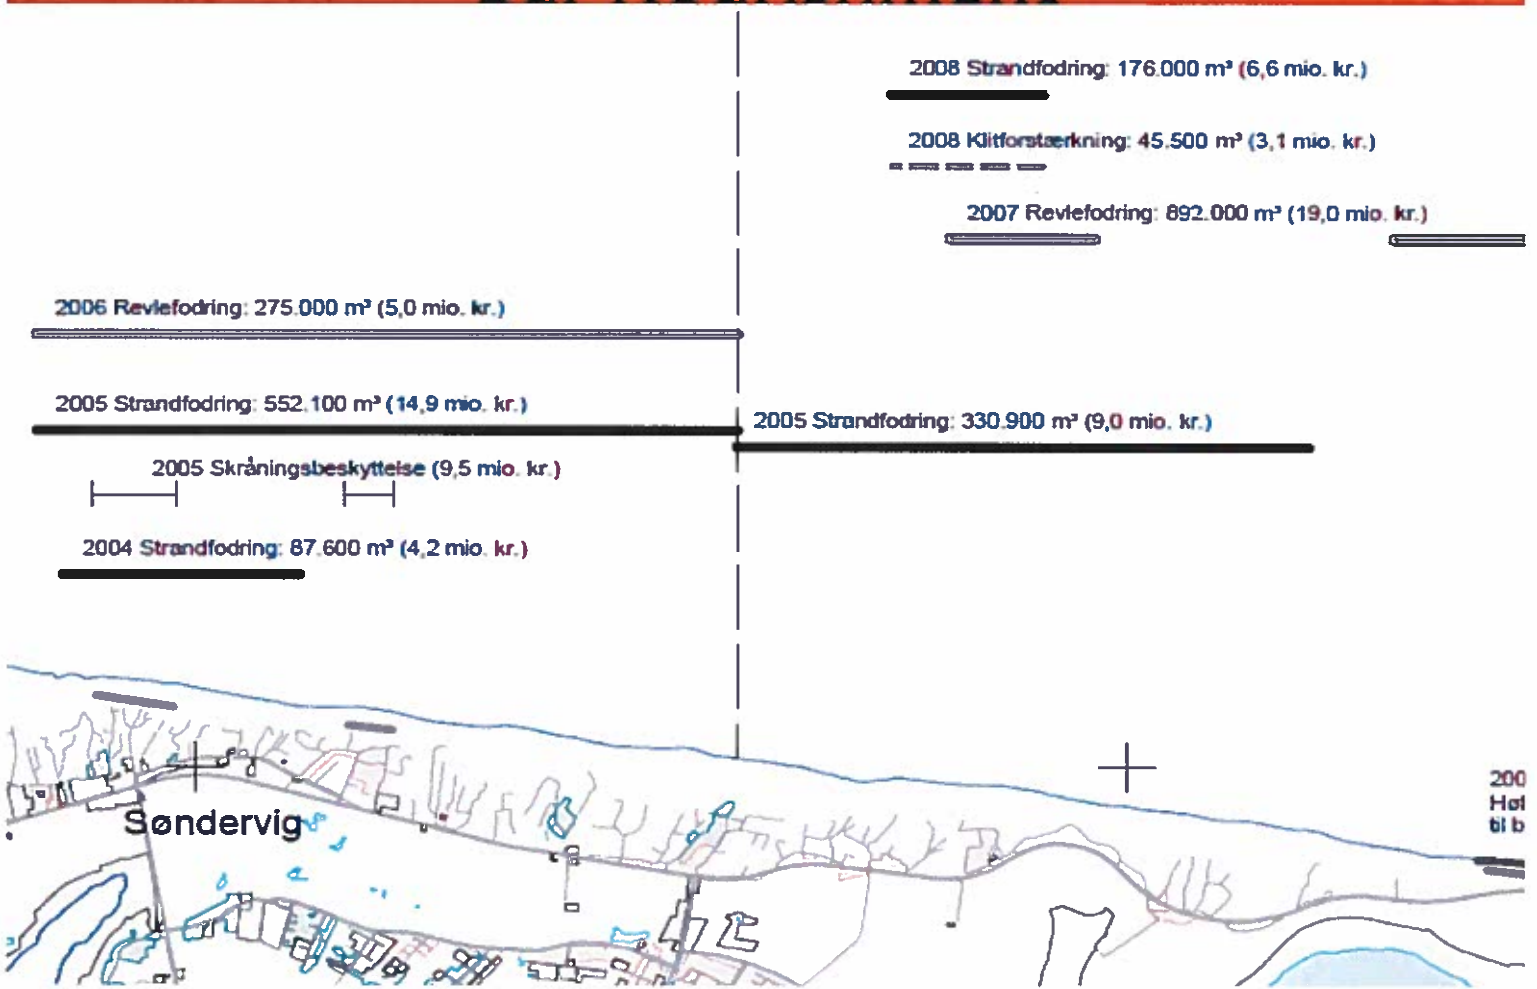 2008 Strandfodring: 176.000 m³ (6,6 mio. kr.)
2008 Klitforstærkning: 45.500 m³ (3,1 mio. kr.)
2007 Revlefodring: 892.000 m³ (19,0 mio. kr.)
2006 Revlefodring: 275.000 m³ (5,0 mio. kr.)
2005 Strandfodring: 552.100 m³ (14,9 mio. kr.)
2005 Strandfodring: 330.900 m³ (9,0 mio. kr.)
2005 Skråningsbeskyttelse (9,5 mio. kr.)
2004 Strandfodring: 87.600 m³ (4,2 mio. kr.)
Søndervig
200
Høf
til b